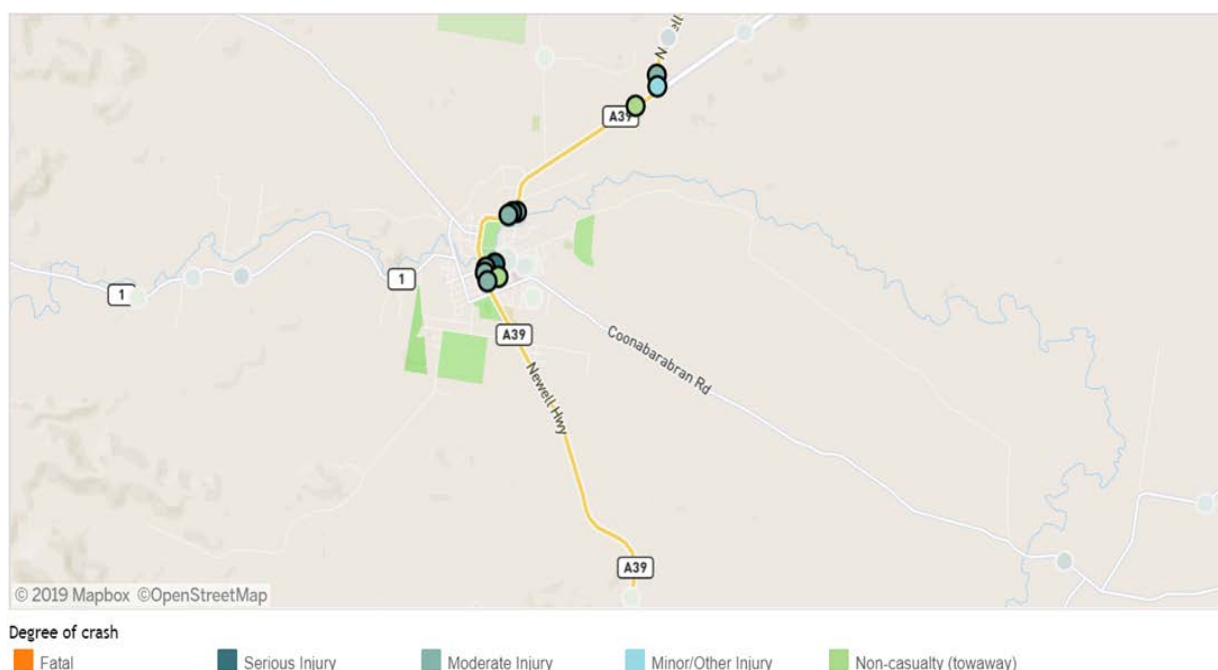 Newell
A39
1
1
A39
Coonabarabran Rd
Newell Hwy
A39
© 2019 Mapbox ©OpenStreetMap
Degree of crash
Fatal
Serious Injury
Moderate Injury
Minor/Other Injury
Non-casualty (towaway)